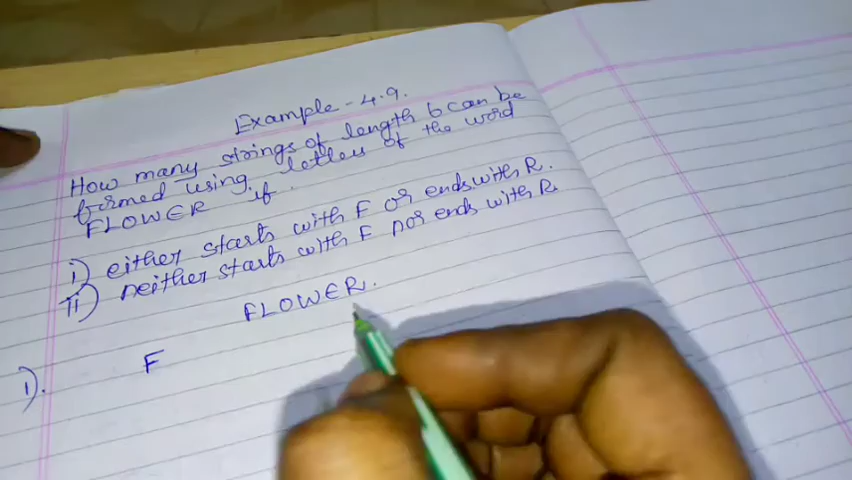 Example - 4.9.
How many strings of length 6 can be
formed using letters of the word
FLOWER if.
i) either starts with F or ends with R.
ii) neither starts with F nor ends with R
FLOWER.
i). F